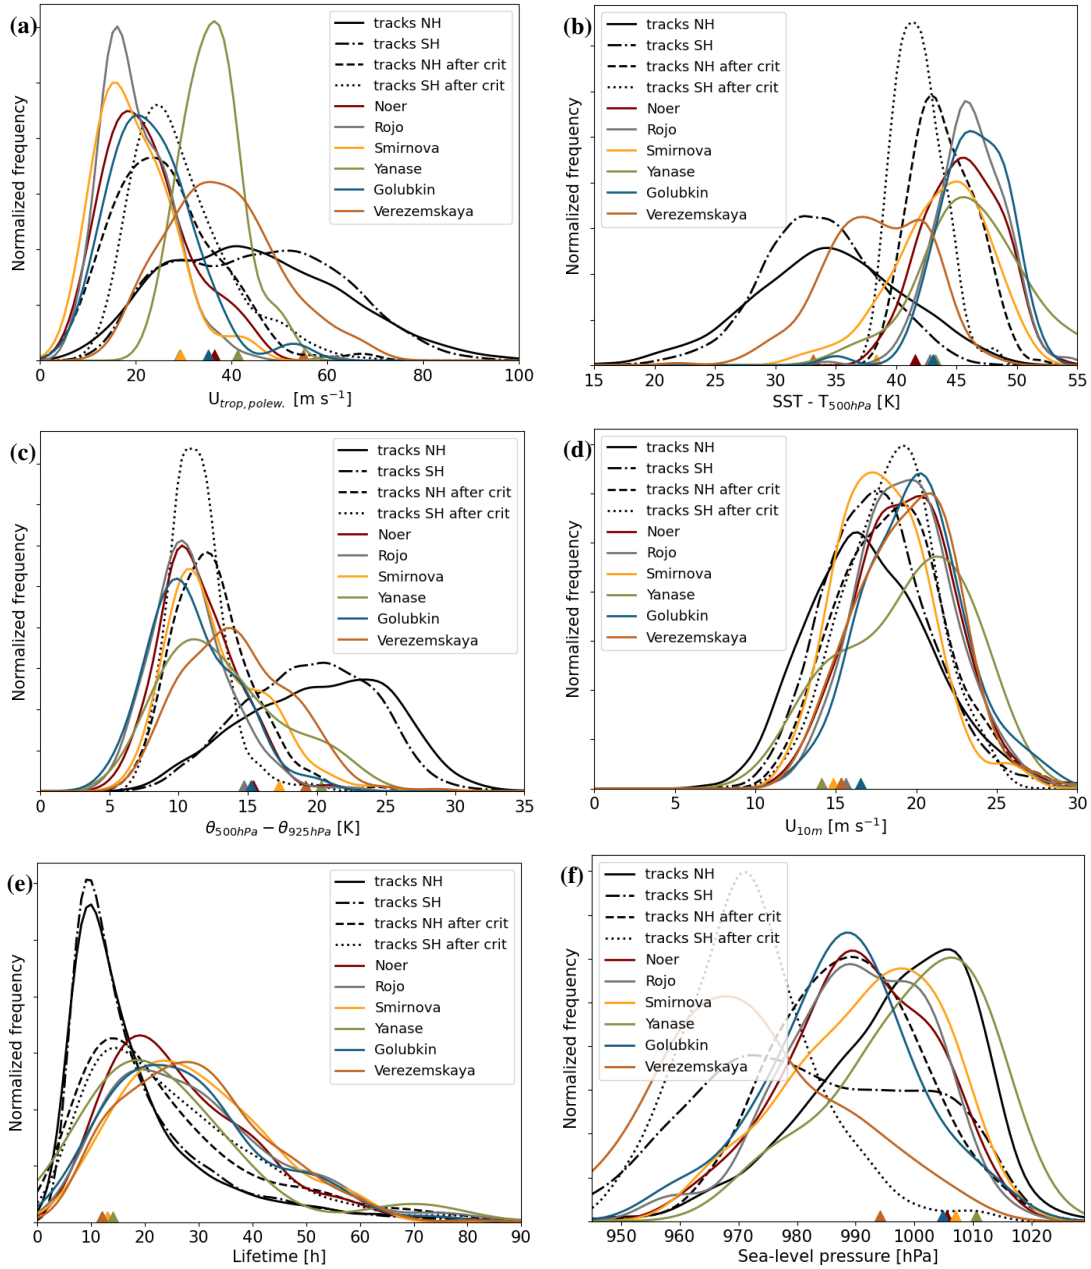 (a)
Normalized frequency
tracks NH
tracks SH
tracks NH after crit
tracks SH after crit
Noer
Rojo
Smirnova
Yanase
Golubkin
Verezemskaya
0 20 40 60 80 100
U_{trop, polew.} [m s⁻¹]
(b)
Normalized frequency
tracks NH
tracks SH
tracks NH after crit
tracks SH after crit
Noer
Rojo
Smirnova
Yanase
Golubkin
Verezemskaya
15 20 25 30 35 40 45 50 55
SST - T_{500hPa} [K]
(c)
Normalized frequency
tracks NH
tracks SH
tracks NH after crit
tracks SH after crit
Noer
Rojo
Smirnova
Yanase
Golubkin
Verezemskaya
0 5 10 15 20 25 30 35
θ_{500hPa} − θ_{925hPa} [K]
(d)
Normalized frequency
tracks NH
tracks SH
tracks NH after crit
tracks SH after crit
Noer
Rojo
Smirnova
Yanase
Golubkin
Verezemskaya
0 5 10 15 20 25 30
U_{10m} [m s⁻¹]
(e)
Normalized frequency
tracks NH
tracks SH
tracks NH after crit
tracks SH after crit
Noer
Rojo
Smirnova
Yanase
Golubkin
Verezemskaya
0 10 20 30 40 50 60 70 80 90
Lifetime [h]
(f)
Normalized frequency
tracks NH
tracks SH
tracks NH after crit
tracks SH after crit
Noer
Rojo
Smirnova
Yanase
Golubkin
Verezemskaya
950 960 970 980 990 1000 1010 1020
Sea-level pressure [hPa]